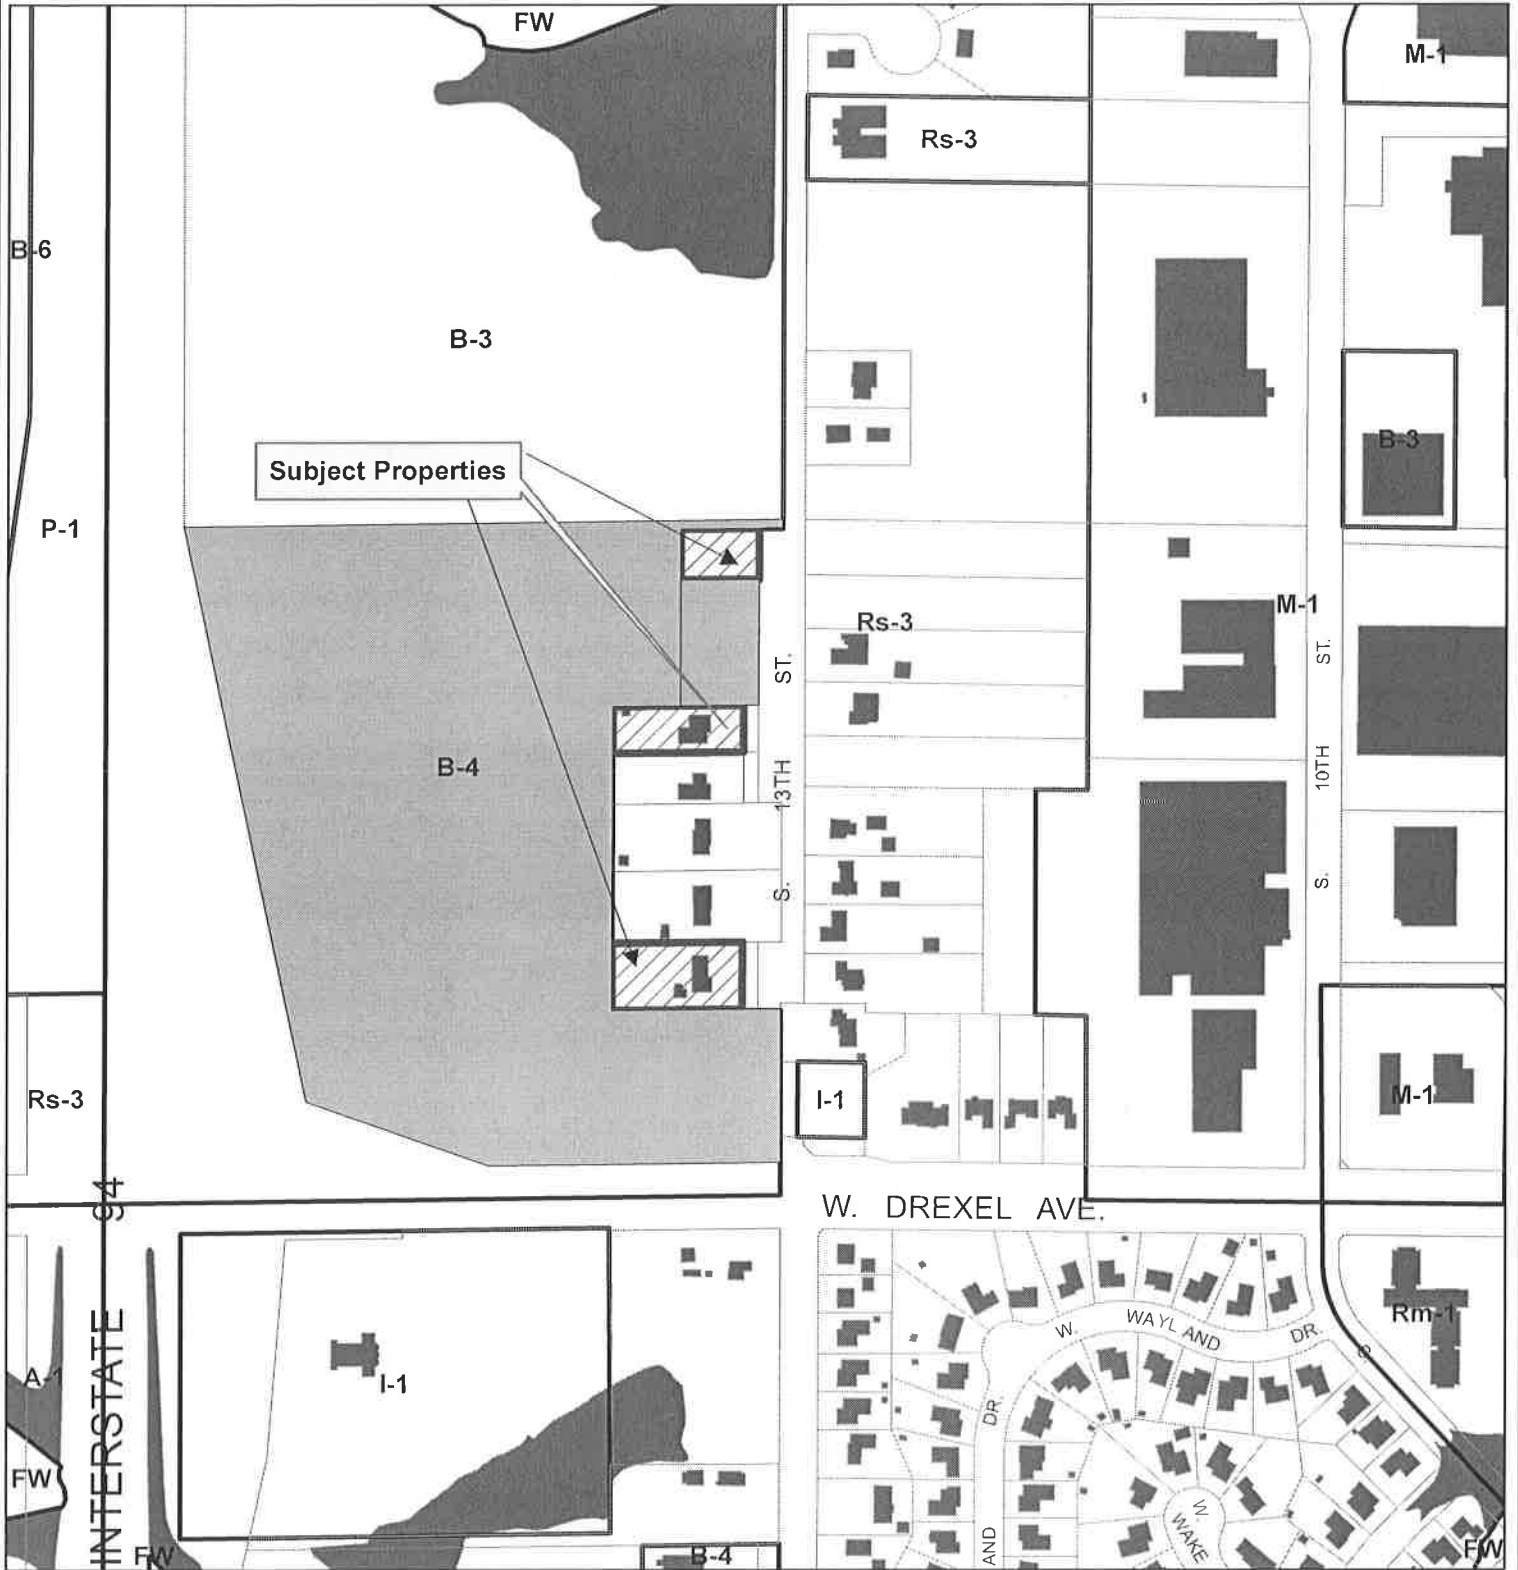 FW
M-1
Rs-3
B-6
B-3
B-3
Subject Properties
P-1
M-1
Rs-3
ST.
ST.
B-4
13TH
10TH
S.
S.
Rs-3
I-1
M-1
W. DREXEL AVE.
INTERSTATE 94
W. WAYLAND DR.
Rm-1
A-1
I-1
DR.
FW
W.
WAKE
AND
FW
B-4
FW